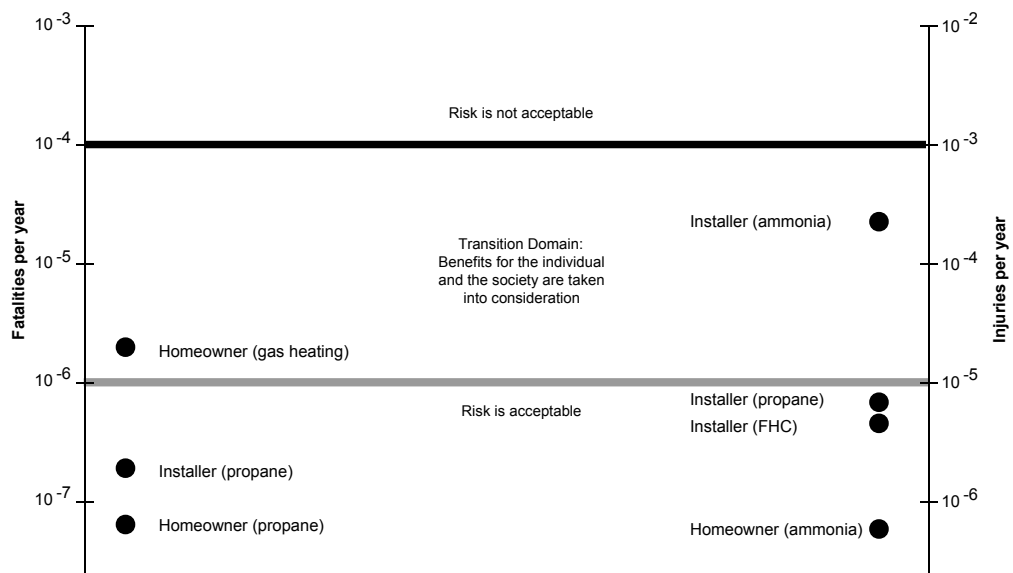 10⁻³
10⁻²
Risk is not acceptable
10⁻⁴
10⁻³
Installer (ammonia)
Fatalities per year
Injuries per year
Transition Domain:
Benefits for the individual
and the society are taken
into consideration
10⁻⁵
10⁻⁴
Homeowner (gas heating)
10⁻⁶
10⁻⁵
Installer (propane)
Risk is acceptable
Installer (FHC)
Installer (propane)
10⁻⁷
10⁻⁶
Homeowner (propane)
Homeowner (ammonia)